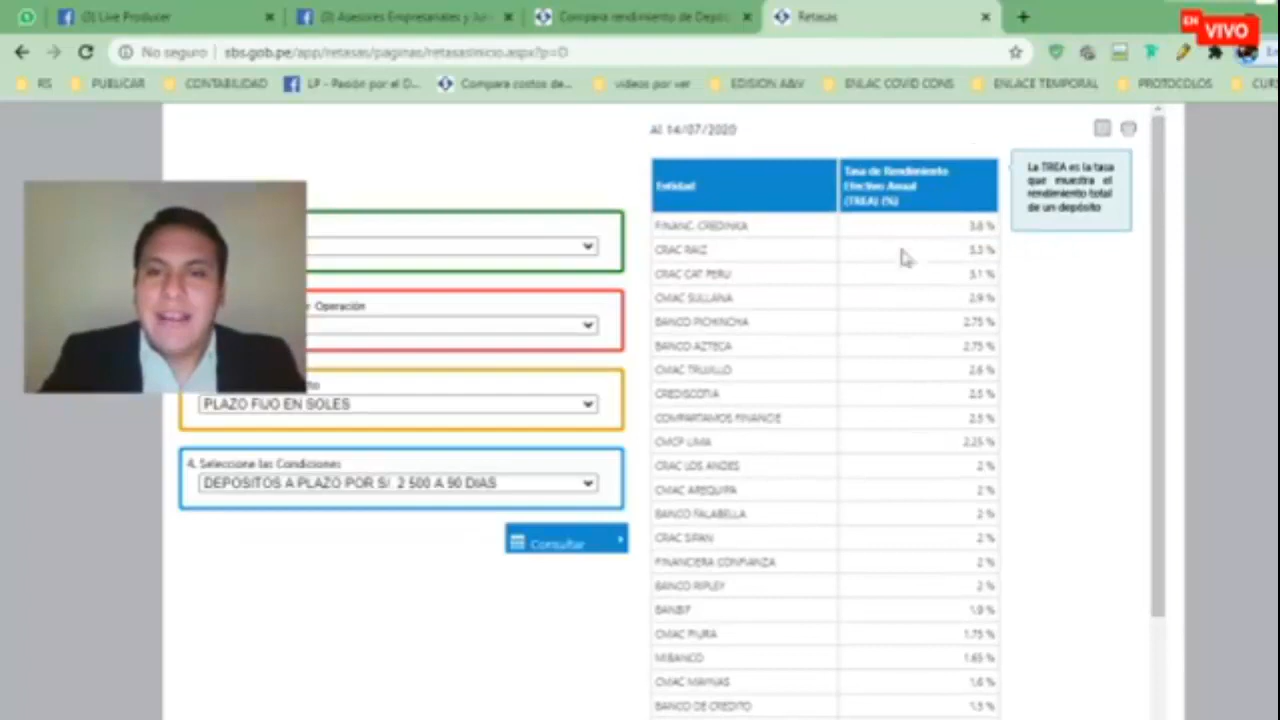 (1) Live Producer
(1) Asesores Empresariales y Juri
Compara rendimiento de Depós
Retasas
EN
VIVO
No seguro
sbs.gob.pe/app/retasas/paginas/retasasInicio.aspx?p=D
RS
PUBLICAR
CONTABILIDAD
LP - Pasión por el D...
Compara costos de...
videos por ver
EDISION A&V
ENLAC COVID CONS
ENLACE TEMPORAL
PROTOCOLOS
Al 14/07/2020
Operación
PLAZO FIJO EN SOLES
4. Seleccione las Condiciones
DEPOSITOS A PLAZO POR S/ 2 500 A 90 DIAS
Consultar
Entidad
Tasa de Rendimiento
Efectivo Anual
(TREA) (%)
FINANC. CREDINKA 3.8 %
CRAC RAIZ 3.3 %
CRAC CAT PERU 3.1 %
CMAC SULLANA 2.9 %
BANCO PICHINCHA 2.75 %
BANCO AZTECA 2.75 %
CMAC TRUJILLO 2.6 %
CREDISCOTIA 2.5 %
COMPARTAMOS FINANCIE 2.5 %
CMCP LIMA 2.25 %
CRAC LOS ANDES 2 %
CMAC AREQUIPA 2 %
BANCO FALABELLA 2 %
CRAC SIPAN 2 %
FINANCIERA CONFIANZA 2 %
BANCO RIPLEY 2 %
BANBIF 1.9 %
CMAC PIURA 1.75 %
MIBANCO 1.65 %
CMAC MAYNAS 1.6 %
BANCO DE CREDITO 1.5 %
La TREA es la tasa
que muestra el
rendimiento total
de un depósito